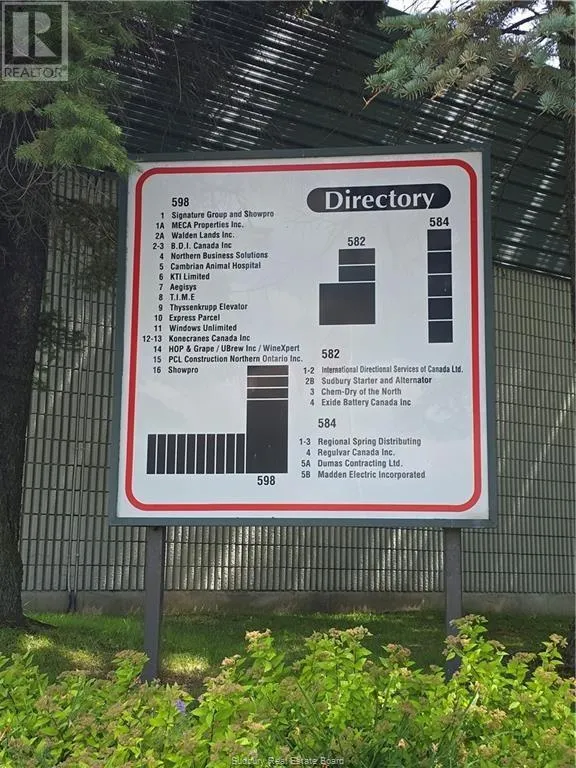 R
REALTOR
Directory
598
1 Signature Group and Showpro
1A MECA Properties Inc.
2A Walden Lands Inc.
2-3 B.D.I. Canada Inc
4 Northern Business Solutions
5 Cambrian Animal Hospital
6 KTI Limited
7 Aegisys
8 T.I.M.E
9 Thyssenkrupp Elevator
10 Express Parcel
11 Windows Unlimited
12-13 Konecranes Canada Inc
14 HOP & Grape / UBrew Inc / WineXpert
15 PCL Construction Northern Ontario Inc.
16 Showpro
598
582
584
582
1-2 International Directional Services of Canada Ltd.
2B Sudbury Starter and Alternator
3 Chem-Dry of the North
4 Exide Battery Canada Inc
584
1-3 Regional Spring Distributing
4 Regulvar Canada Inc.
5A Dumas Contracting Ltd.
5B Madden Electric Incorporated
Sudbury Real Estate Board